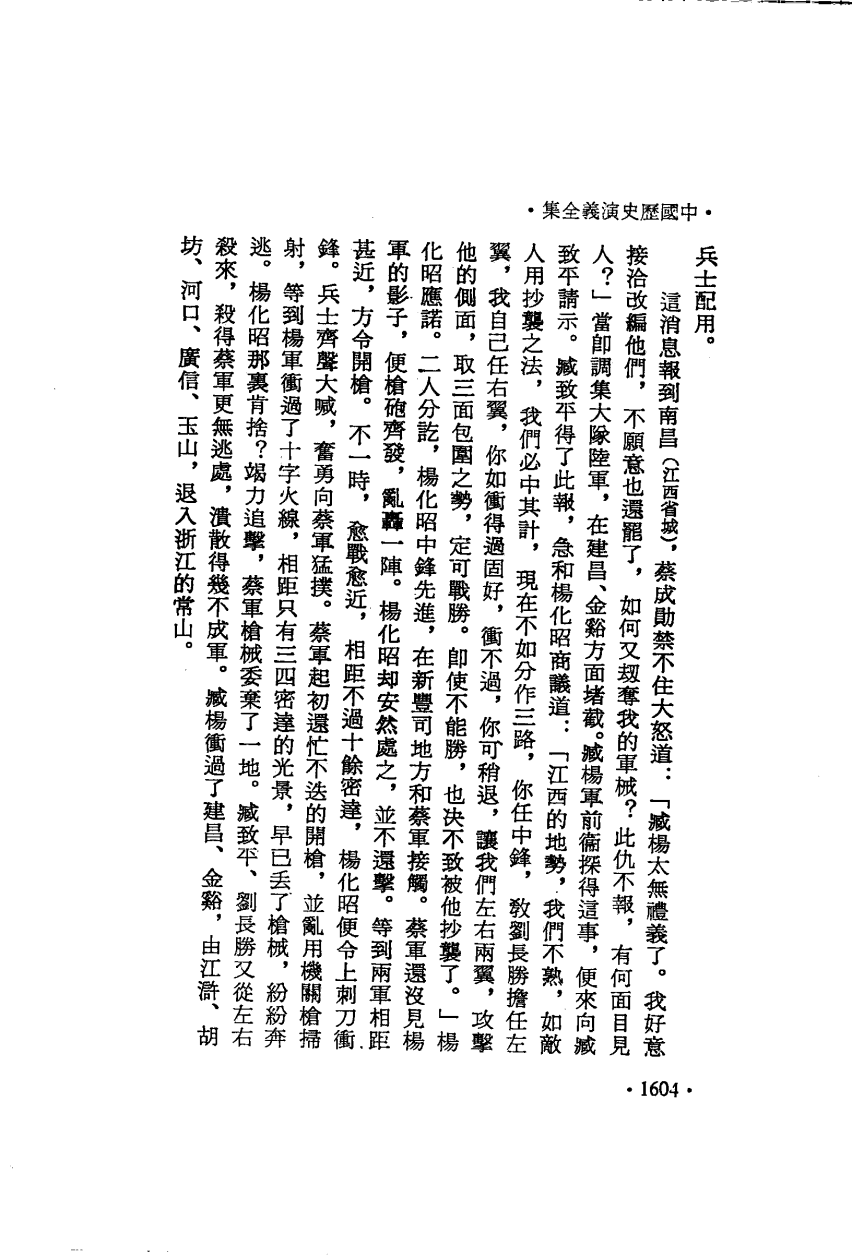 ·中國歷史演義全集·
兵士配用。
這消息報到南昌（江西省城），蔡成勛禁不住大怒道：「臧楊太無禮義了。我好意
接洽改編他們，不願意也還罷了，如何又刼奪我的軍械？此仇不報，有何面目見
人？」當卽調集大隊陸軍，在建昌、金谿方面堵截。臧楊軍前衞探得這事，便來向臧
致平請示。臧致平得了此報，急和楊化昭商議道：「江西的地勢，我們不熟，如敵
人用抄襲之法，我們必中其計，現在不如分作三路，你任中鋒，敎劉長勝擔任左
翼，我自己任右翼，你如衝得過固好，衝不過，你可稍退，讓我們左右兩翼，攻擊
他的側面，取三面包圍之勢，定可戰勝。卽使不能勝，也决不致被他抄襲了。」楊
化昭應諾。二人分訖，楊化昭中鋒先進，在新豐司地方和蔡軍接觸。蔡軍還沒見楊
軍的影子，便槍砲齊發，亂轟一陣。楊化昭却安然處之，並不還擊。等到兩軍相距
甚近，方令開槍。不一時，愈戰愈近，相距不過十餘密達，楊化昭便令上刺刀衝
鋒。兵士齊聲大喊，奮勇向蔡軍猛撲。蔡軍起初還忙不迭的開槍，並亂用機關槍掃
射，等到楊軍衝過了十字火線，相距只有三四密達的光景，早已丟了槍械，紛紛奔
逃。楊化昭那裏肯捨？竭力追擊，蔡軍槍械委棄了一地。臧致平、劉長勝又從左右
殺來，殺得蔡軍更無逃處，潰散得幾不成軍。臧楊衝過了建昌、金谿，由江滸、胡
坊、河口、廣信、玉山，退入浙江的常山。
·1604·